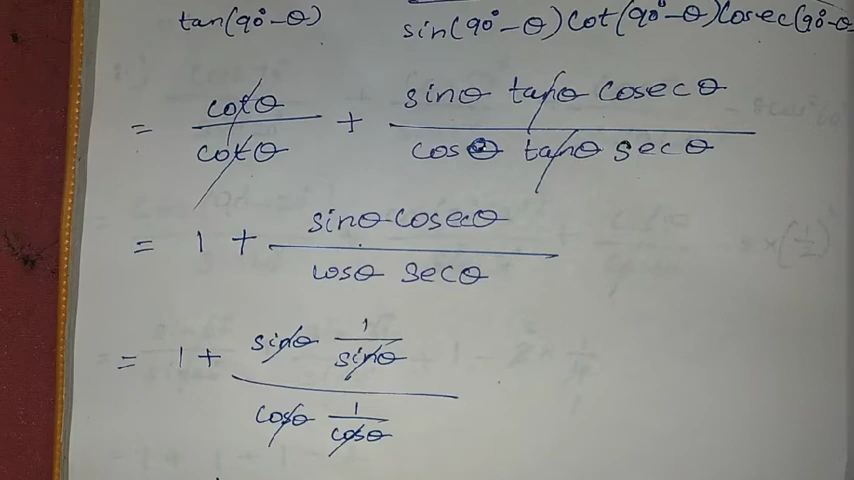 tan(90°-θ) sin(90°-θ) cot(90°-θ) cosec(90°-θ
= cotθ/cotθ + sinθ tanθ cosecθ/cosθ tanθ secθ
= 1 + sinθ cosecθ/cosθ secθ
= 1 + sinθ 1/sinθ/cosθ 1/cosθ